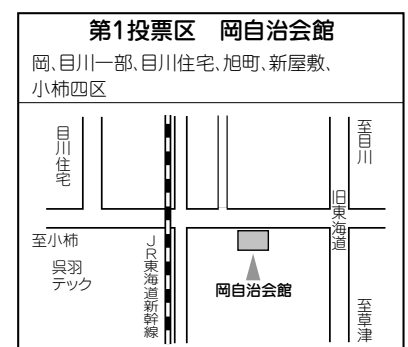 第1投票区　岡自治会館
岡、目川一部、目川住宅、旭町、新屋敷、
小柿四区
目川住宅
至目川
旧東海道
至小柿
呉羽
テック
JR東海道新幹線
岡自治会館
至草津